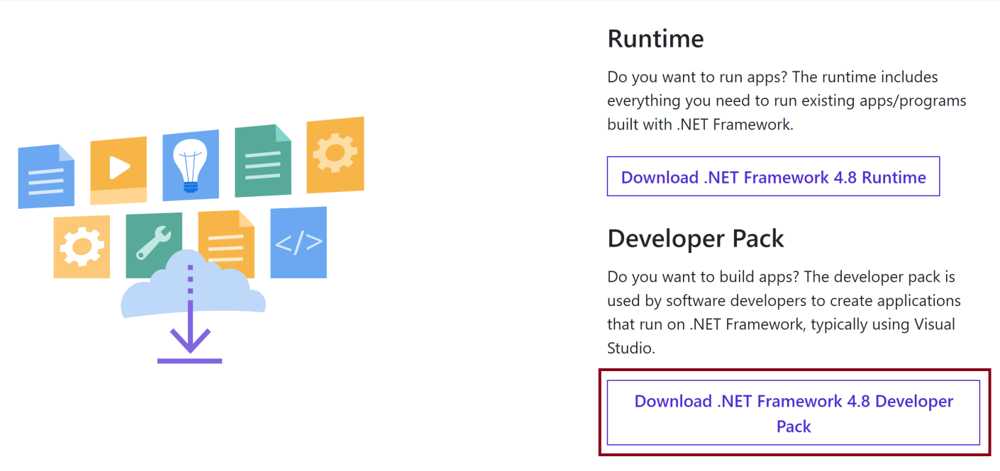 Runtime
Do you want to run apps? The runtime includes
everything you need to run existing apps/programs
built with .NET Framework.
Download .NET Framework 4.8 Runtime
Developer Pack
Do you want to build apps? The developer pack is
used by software developers to create applications
that run on .NET Framework, typically using Visual
Studio.
Download .NET Framework 4.8 Developer
Pack